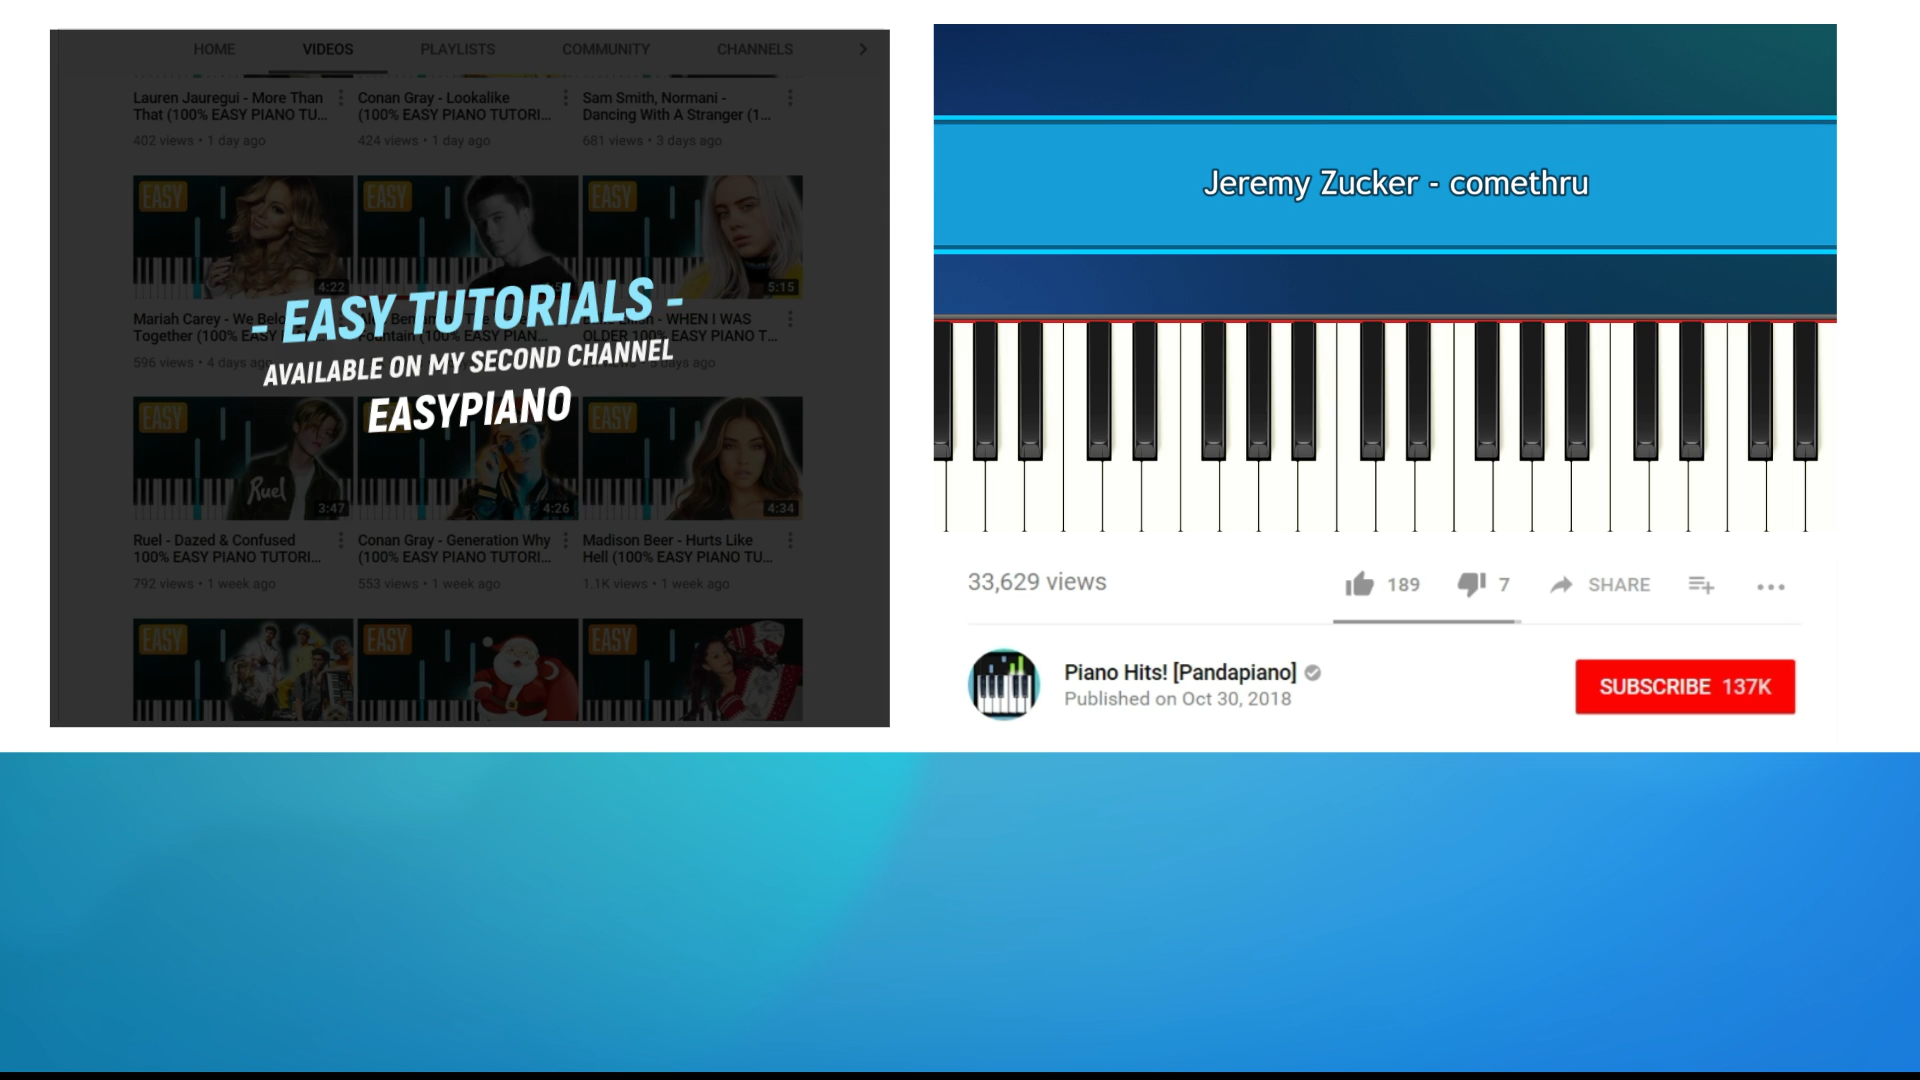 HOME VIDEOS PLAYLISTS COMMUNITY CHANNELS
Lauren Jauregui - More Than
That (100% EASY PIANO TU...
402 views • 1 day ago
Conan Gray - Lookalike
(100% EASY PIANO TUTORI...
424 views • 1 day ago
Sam Smith, Normani -
Dancing With A Stranger (1...
681 views • 3 days ago
EASY
4:22
EASY
EASY
5:15
- EASY TUTORIALS -
AVAILABLE ON MY SECOND CHANNEL
EASYPIANO
Mariah Carey - We
Together (100% EASY
596 views • 4 days ago
Fountain (100% EASY PIAN...
- WHEN I WAS
OLDER 100% EASY PIANO T...
days ago
EASY
Ruel
3:47
EASY
4:26
EASY
4:34
Ruel - Dazed & Confused
100% EASY PIANO TUTORI...
792 views • 1 week ago
Conan Gray - Generation Why
(100% EASY PIANO TUTORI...
553 views • 1 week ago
Madison Beer - Hurts Like
Hell (100% EASY PIANO TU...
1.1K views • 1 week ago
EASY
EASY
EASY
Jeremy Zucker - comethru
33,629 views
189 7 SHARE
Piano Hits! [Pandapiano]
Published on Oct 30, 2018
SUBSCRIBE 137K